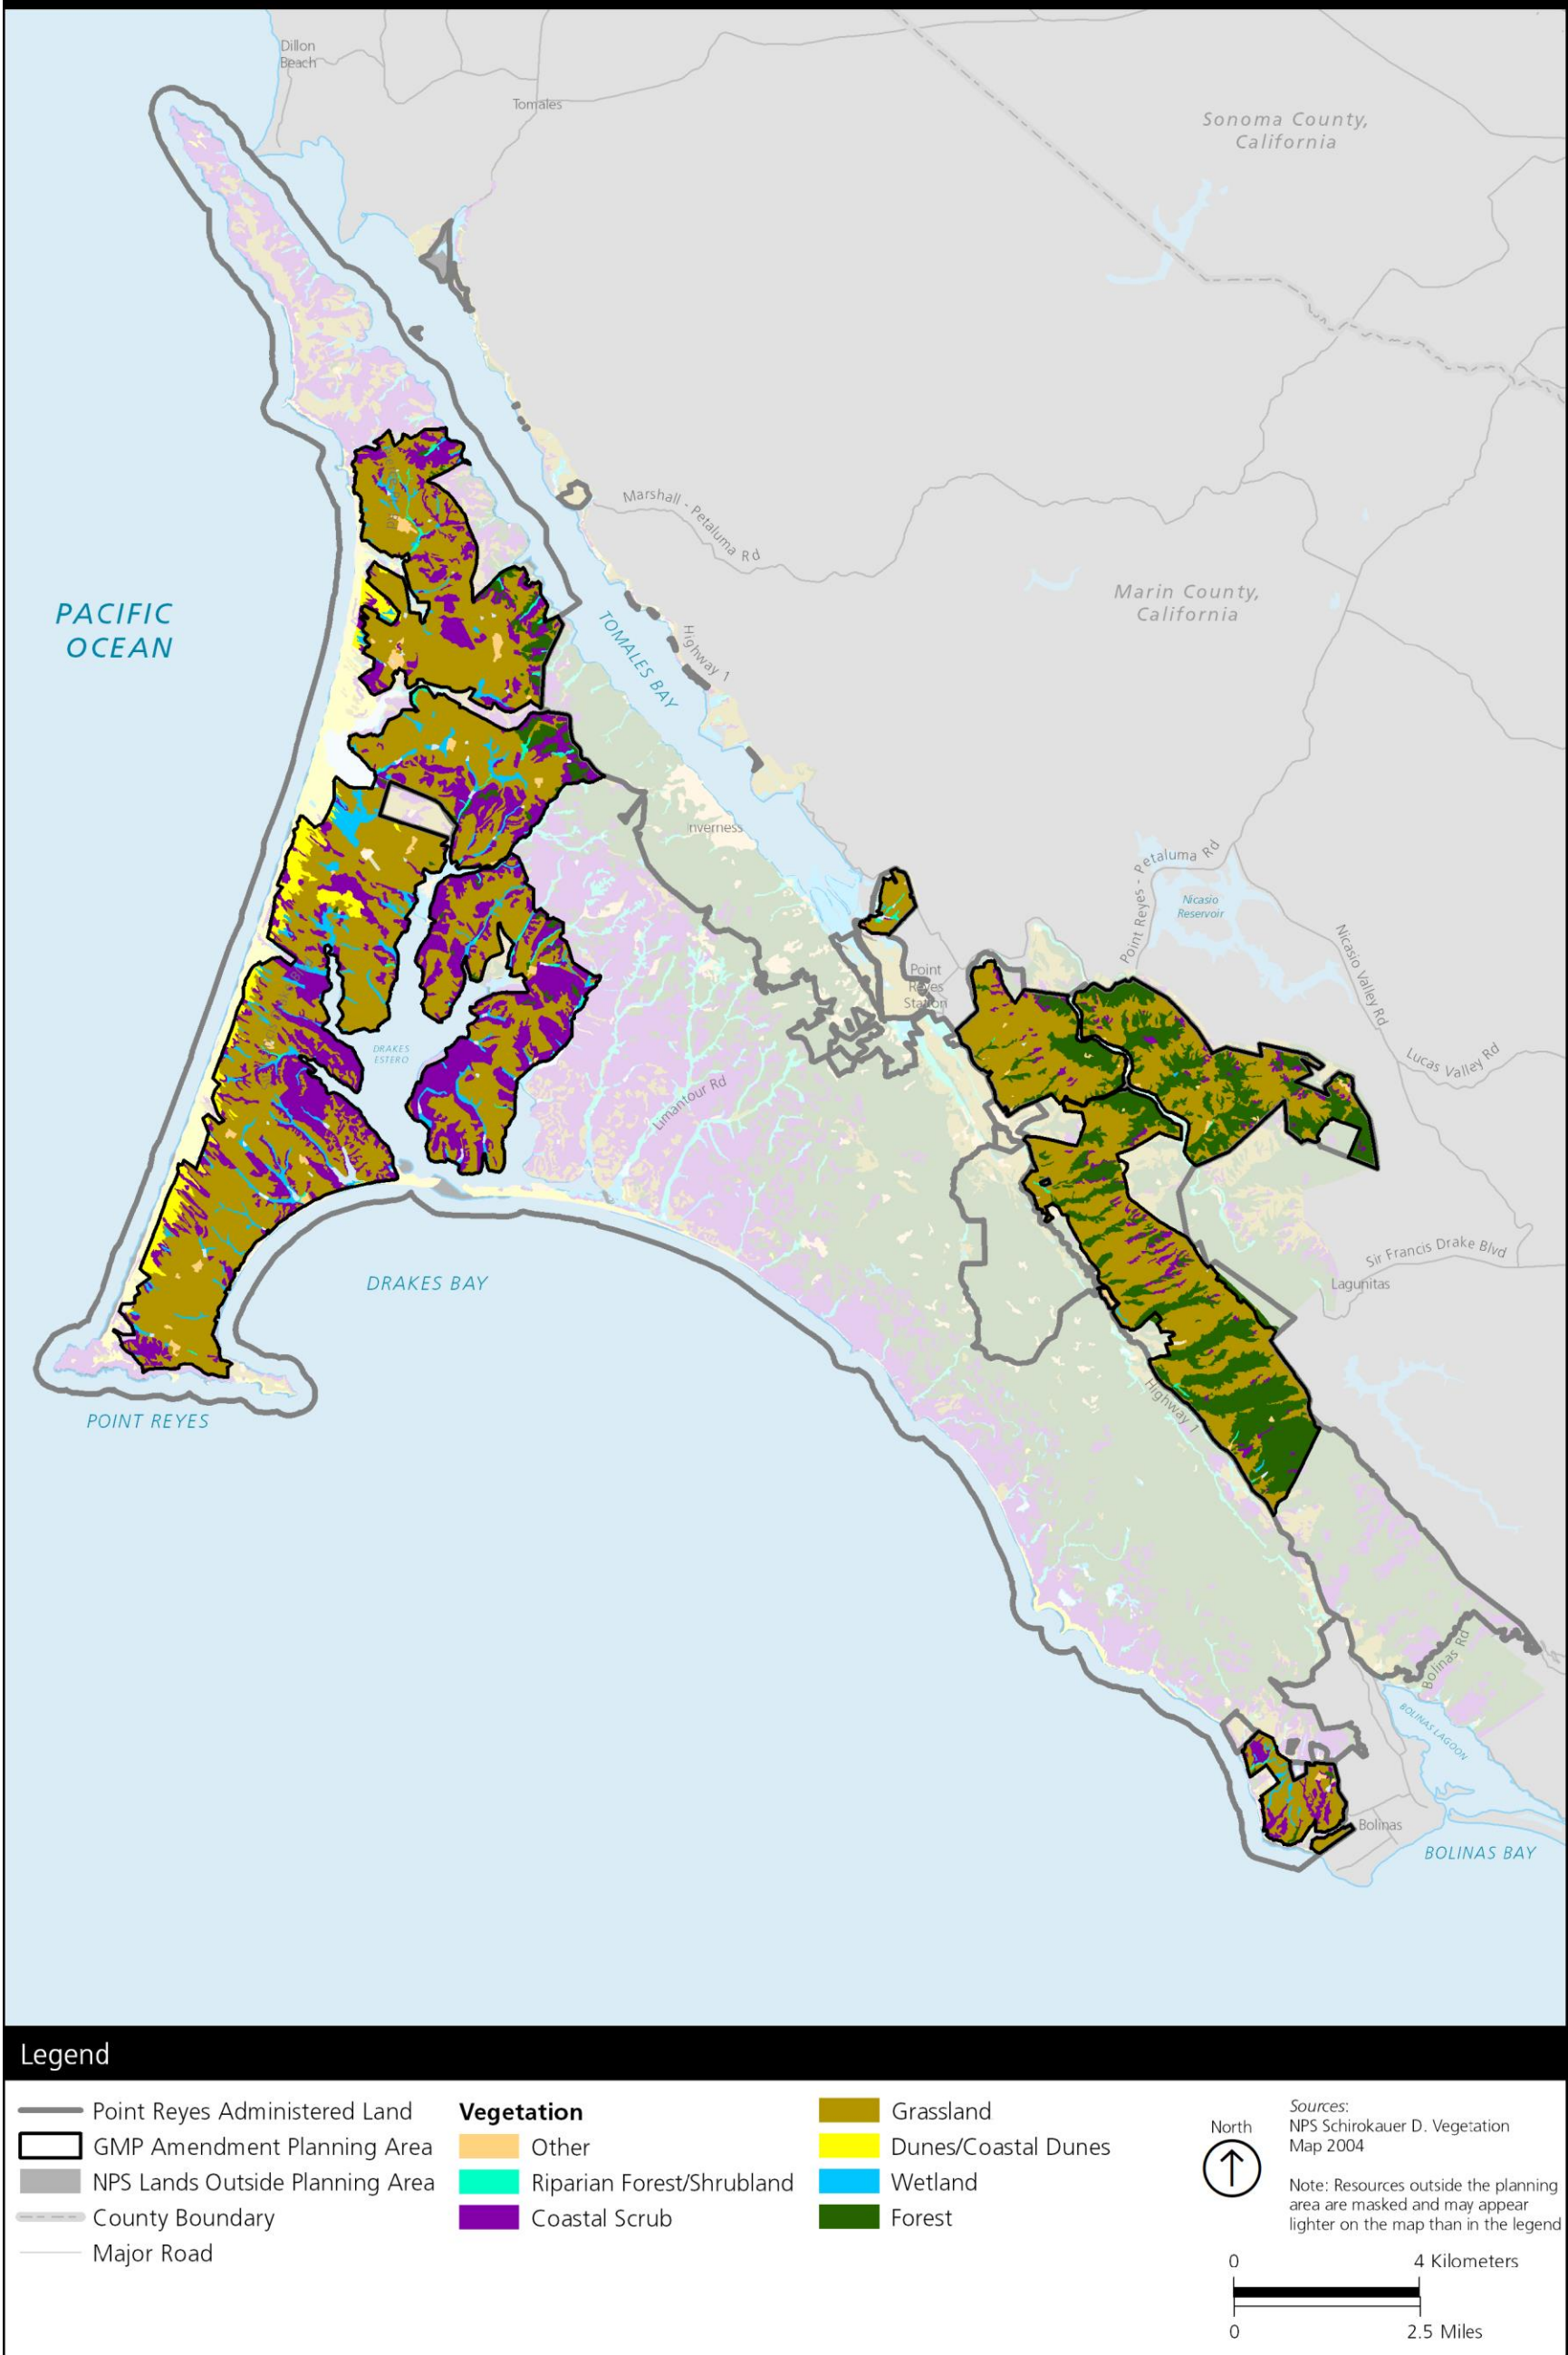 Dillon
Beach
Tomales
Sonoma County,
California
Marshall - Petaluma Rd
Marin County,
California
PACIFIC
OCEAN
TOMALES BAY
Highway 1
Inverness
Point Reyes - Petaluma Rd
Nicasio
Reservoir
Nicasio Valley Rd
Point
Reyes
Station
Lucas Valley Rd
DRAKES
ESTERO
Limantour Rd
Sir Francis Drake Blvd
Lagunitas
DRAKES BAY
POINT REYES
Highway 1
Bolinas Rd
BOLINAS LAGOON
Bolinas
BOLINAS BAY
Legend
Point Reyes Administered Land
GMP Amendment Planning Area
NPS Lands Outside Planning Area
County Boundary
Major Road
Vegetation
Other
Riparian Forest/Shrubland
Coastal Scrub
Grassland
Dunes/Coastal Dunes
Wetland
Forest
North
Sources:
NPS Schirokauer D. Vegetation
Map 2004
Note: Resources outside the planning
area are masked and may appear
lighter on the map than in the legend
0 4 Kilometers
0 2.5 Miles